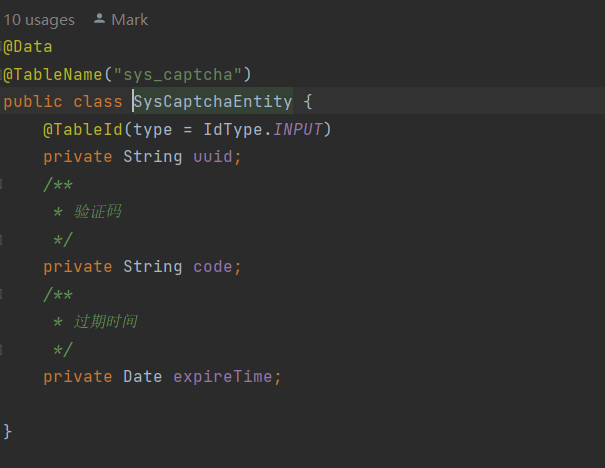 10 usages Mark
@Data
@TableName("sys_captcha")
public class SysCaptchaEntity {
@TableId(type = IdType.INPUT)
private String uuid;
/**
* 验证码
*/
private String code;
/**
* 过期时间
*/
private Date expireTime;
}